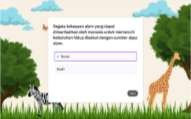 Segala kekayaan alam yang dapat
dimanfaatkan oleh manusia untuk memenuhi
kebutuhan hidup disebut dengan sumber daya
alam.
Benar
Salah